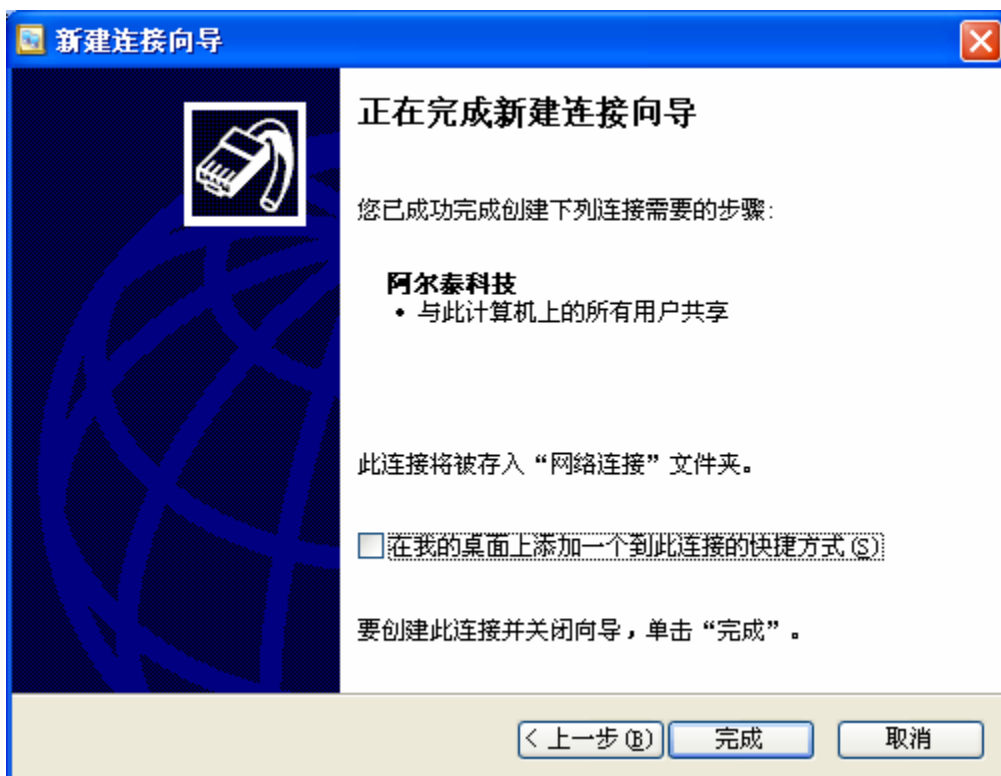 新建连接向导
正在完成新建连接向导
您已成功完成创建下列连接需要的步骤:
阿尔泰科技
• 与此计算机上的所有用户共享
此连接将被存入“网络连接”文件夹。
在我的桌面上添加一个到此连接的快捷方式(S)
要创建此连接并关闭向导，单击“完成”。
< 上一步(B) 完成 取消